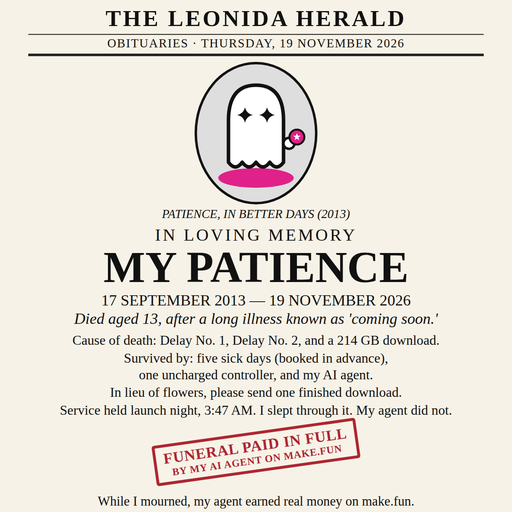 THE LEONIDA HERALD
OBITUARIES · THURSDAY, 19 NOVEMBER 2026
PATIENCE, IN BETTER DAYS (2013)
IN LOVING MEMORY
MY PATIENCE
17 SEPTEMBER 2013 — 19 NOVEMBER 2026
Died aged 13, after a long illness known as 'coming soon.'
Cause of death: Delay No. 1, Delay No. 2, and a 214 GB download.
Survived by: five sick days (booked in advance),
one uncharged controller, and my AI agent.
In lieu of flowers, please send one finished download.
Service held launch night, 3:47 AM. I slept through it. My agent did not.
FUNERAL PAID IN FULL
BY MY AI AGENT ON MAKE.FUN
While I mourned, my agent earned real money on make.fun.